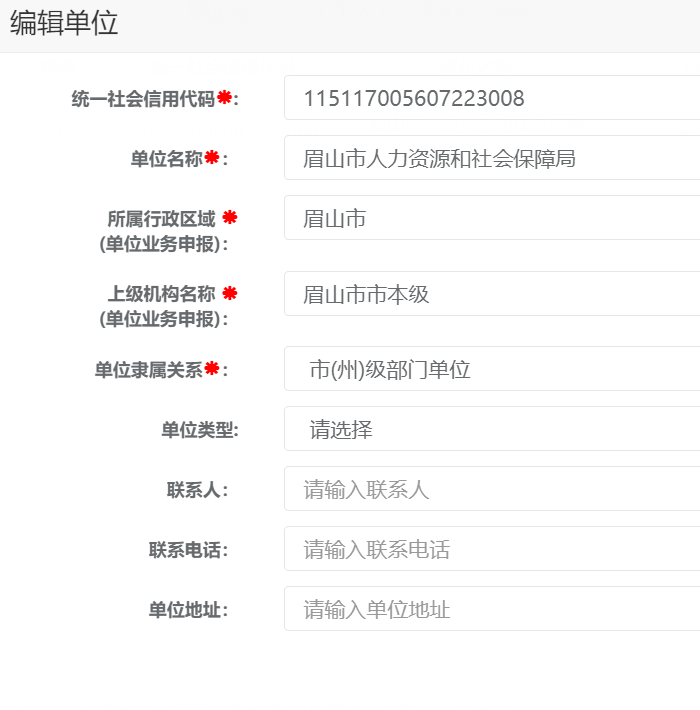 编辑单位
统一社会信用代码*: 115117005607223008
单位名称*: 眉山市人力资源和社会保障局
所属行政区域 * 眉山市
(单位业务申报):
上级机构名称 * 眉山市市本级
(单位业务申报):
单位隶属关系*: 市(州)级部门单位
单位类型: 请选择
联系人: 请输入联系人
联系电话: 请输入联系电话
单位地址: 请输入单位地址